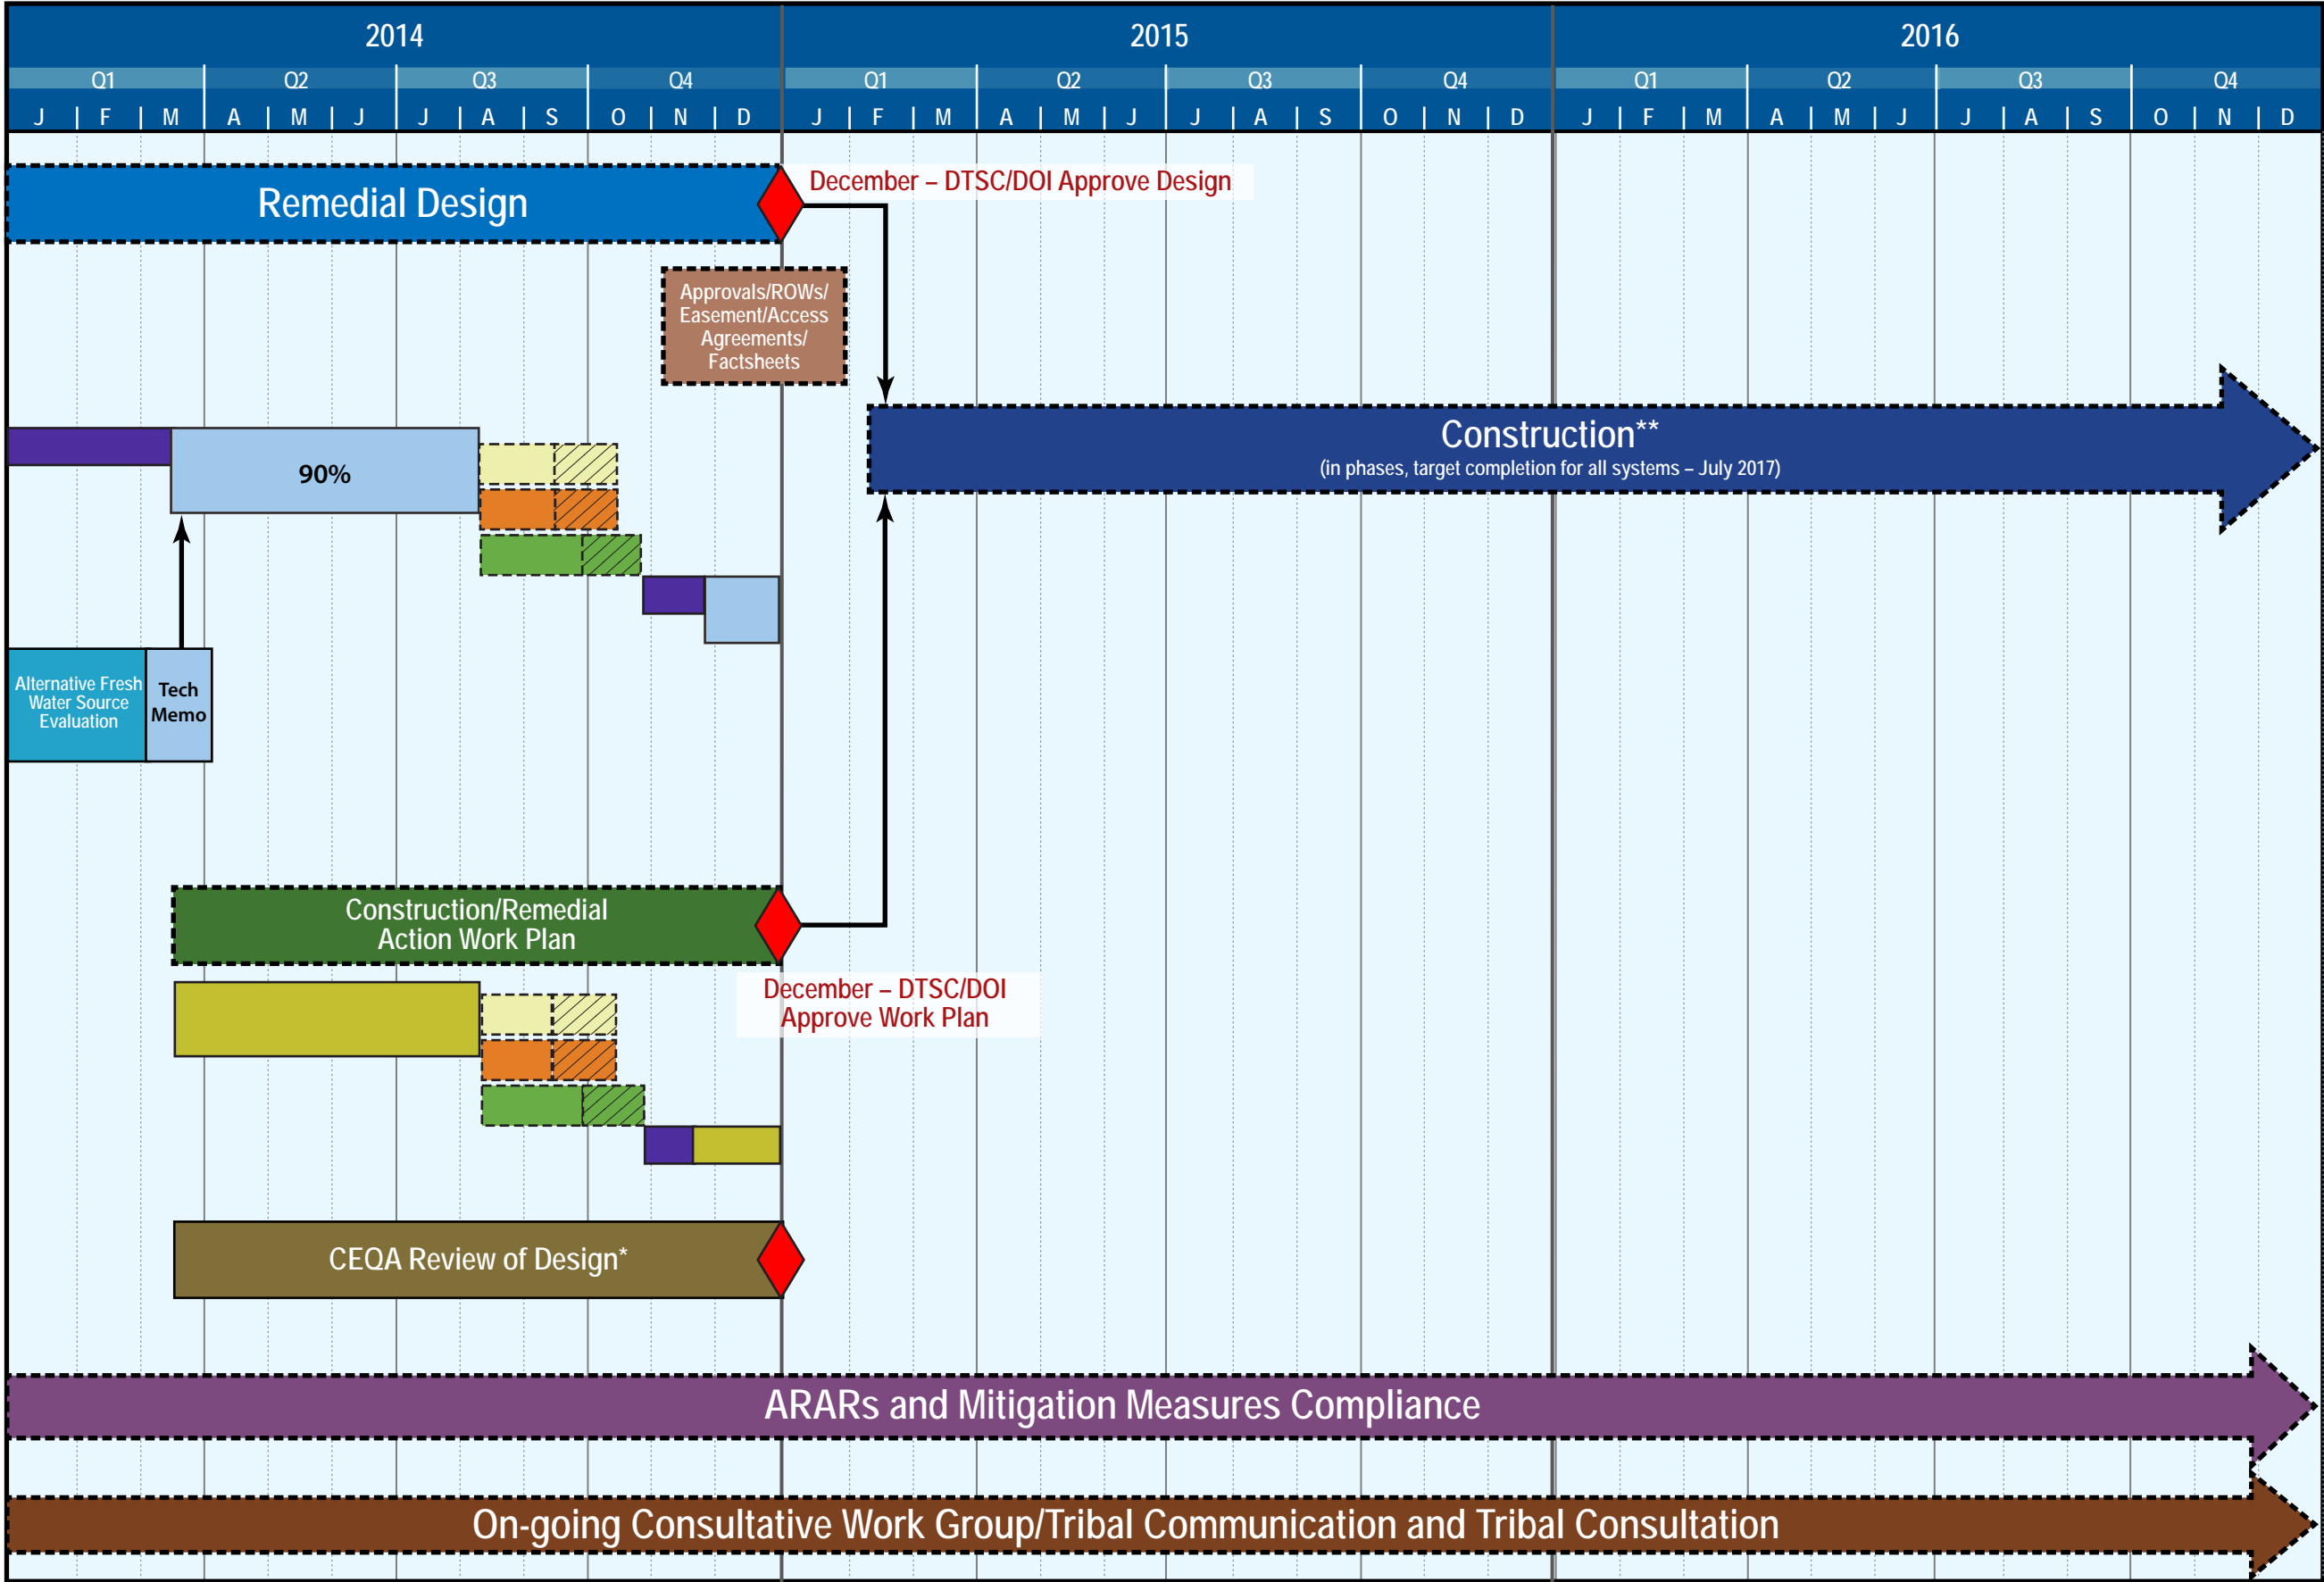 2014 2015 2016
Q1 Q2 Q3 Q4 Q1 Q2 Q3 Q4 Q1 Q2 Q3 Q4
J F M A M J J A S O N D J F M A M J J A S O N D J F M A M J J A S O N D
Remedial Design
December – DTSC/DOI Approve Design
Approvals/ROWs/
Easement/Access
Agreements/
Factsheets
Construction**
(in phases, target completion for all systems – July 2017)
90%
Alternative Fresh
Water Source
Evaluation
Tech
Memo
Construction/Remedial
Action Work Plan
December – DTSC/DOI
Approve Work Plan
CEQA Review of Design*
ARARs and Mitigation Measures Compliance
On-going Consultative Work Group/Tribal Communication and Tribal Consultation